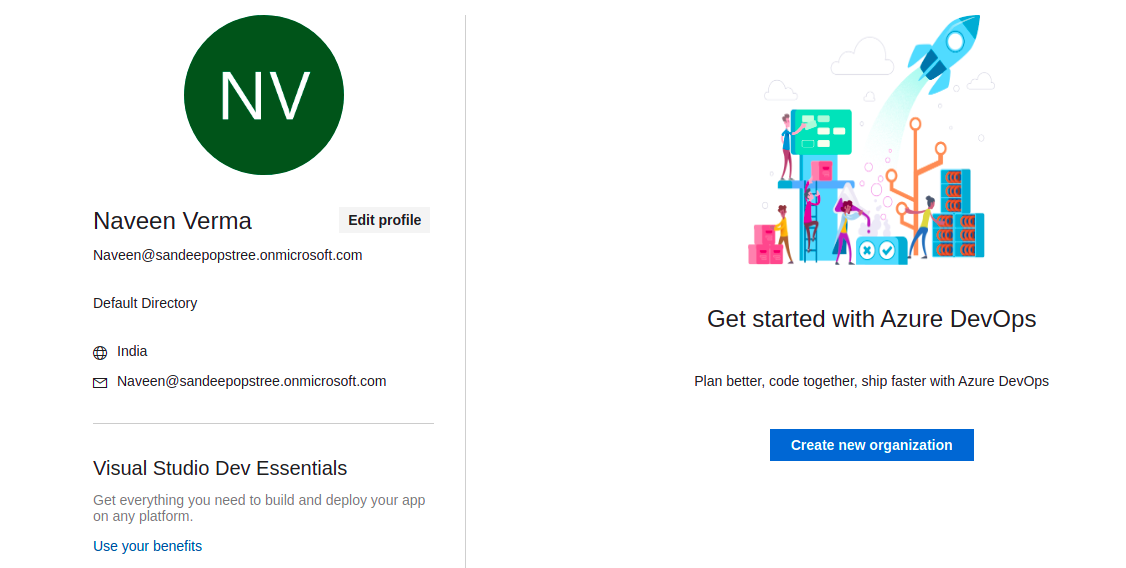 NV
Naveen Verma
Edit profile
Naveen@sandeepopstree.onmicrosoft.com
Default Directory
India
Naveen@sandeepopstree.onmicrosoft.com
Visual Studio Dev Essentials
Get everything you need to build and deploy your app
on any platform.
Use your benefits
Get started with Azure DevOps
Plan better, code together, ship faster with Azure DevOps
Create new organization